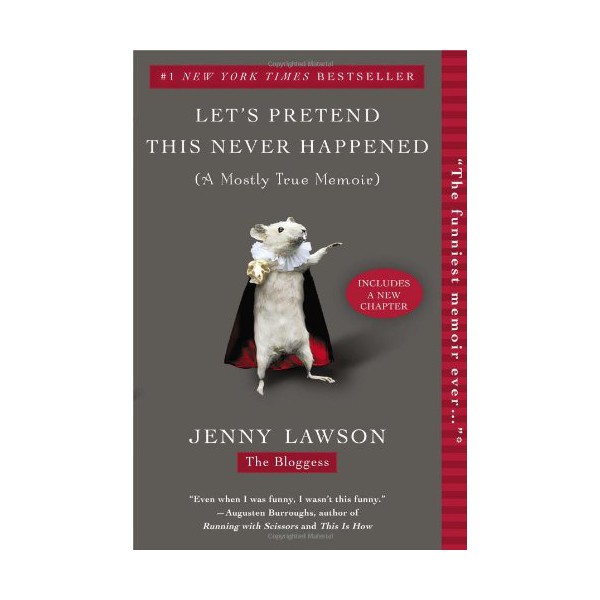 #1 NEW YORK TIMES BESTSELLER
LET'S PRETEND
THIS NEVER HAPPENED
(A Mostly True Memoir)
INCLUDES
A NEW
CHAPTER
JENNY LAWSON
The Bloggess
"Even when I was funny, I wasn't this funny."
—Augusten Burroughs, author of
Running with Scissors and This Is How
"The funniest memoir ever…"*